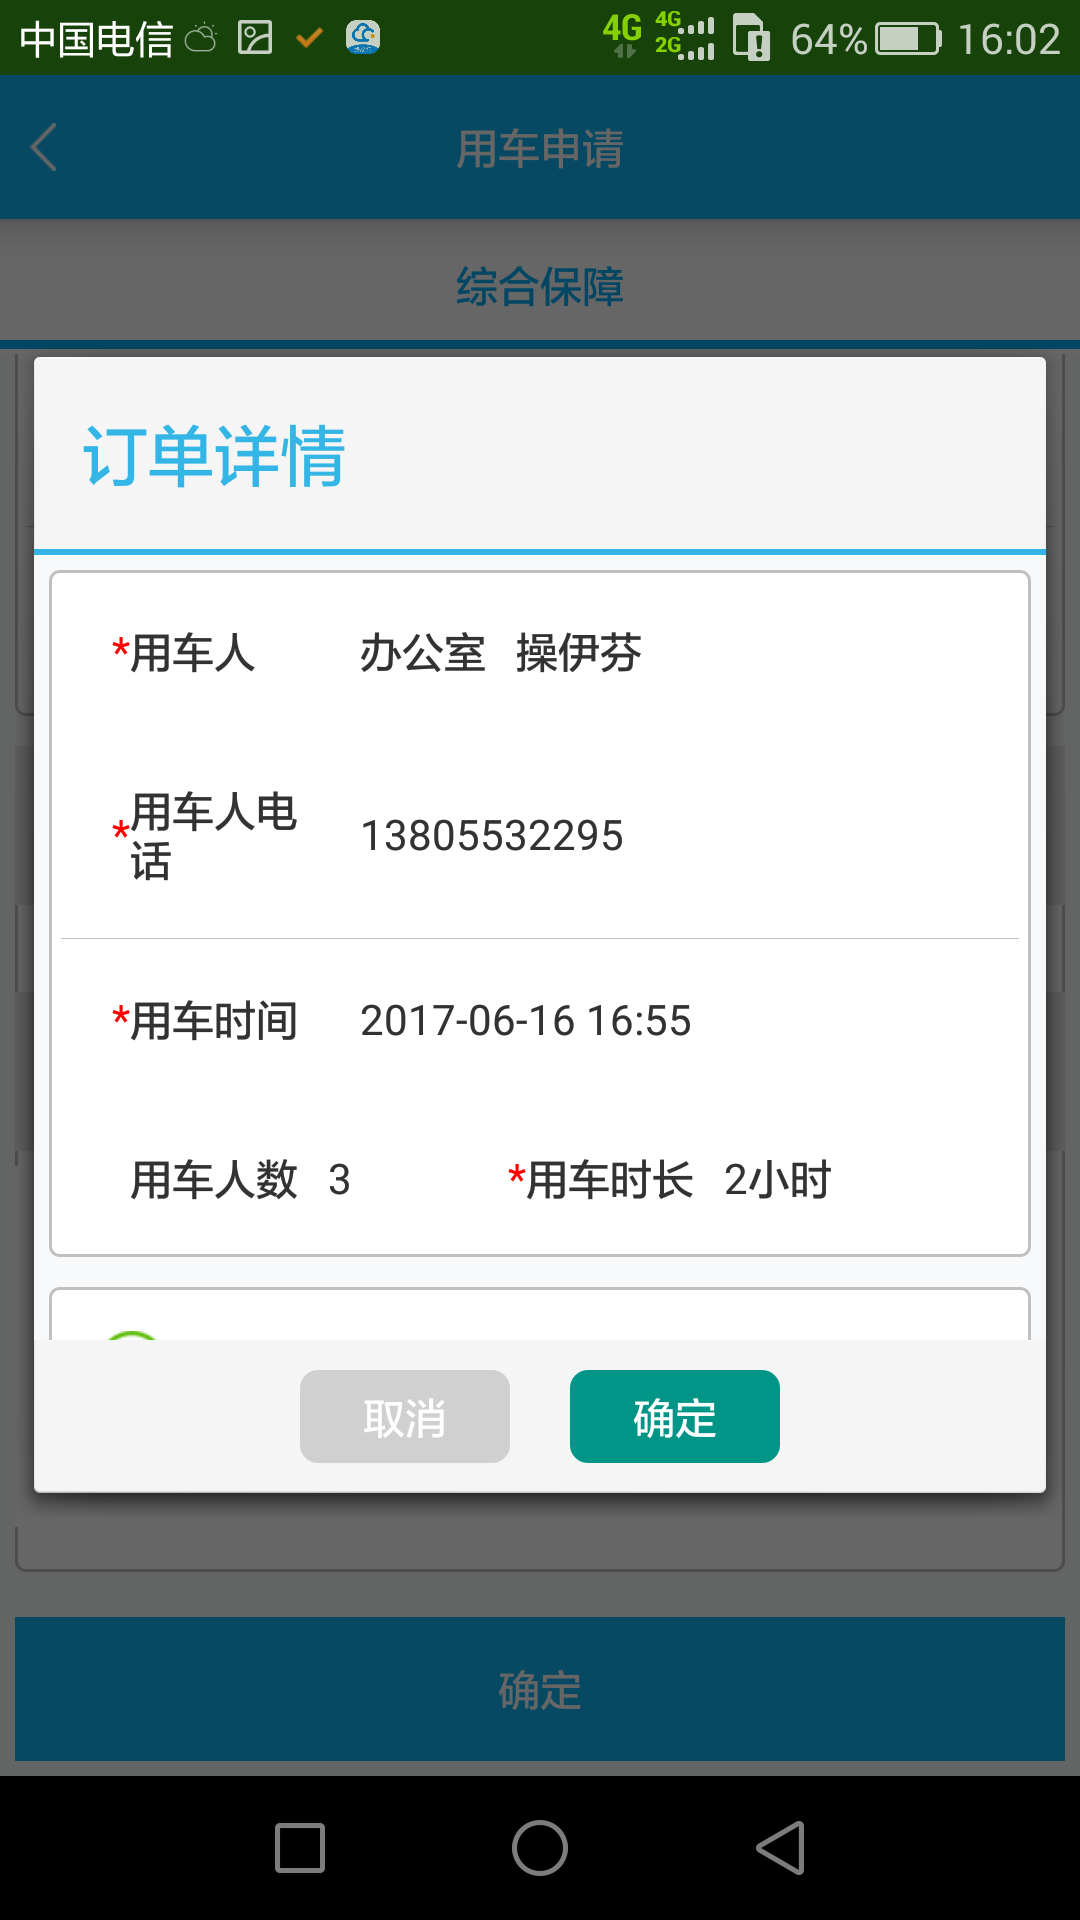 中国电信 4G 4G 2G 64% 16:02
用车申请
综合保障
订单详情
*用车人 办公室 操伊芬
*用车人电
话 13805532295
*用车时间 2017-06-16 16:55
用车人数 3 *用车时长 2小时
取消 确定
确定